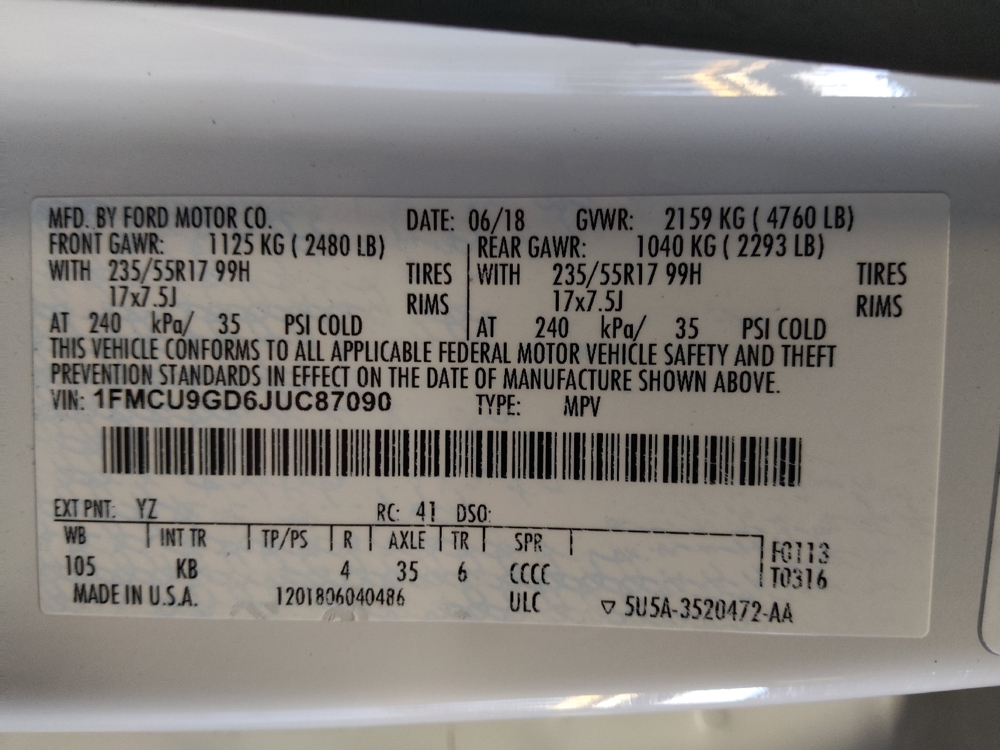 MFD. BY FORD MOTOR CO. DATE: 06/18 GVWR: 2159 KG ( 4760 LB)
FRONT GAWR: 1125 KG ( 2480 LB) REAR GAWR: 1040 KG ( 2293 LB)
WITH 235/55R17 99H TIRES WITH 235/55R17 99H TIRES
17x7.5J RIMS 17x7.5J RIMS
AT 240 kPa/ 35 PSI COLD AT 240 kPa/ 35 PSI COLD
THIS VEHICLE CONFORMS TO ALL APPLICABLE FEDERAL MOTOR VEHICLE SAFETY AND THEFT
PREVENTION STANDARDS IN EFFECT ON THE DATE OF MANUFACTURE SHOWN ABOVE.
VIN: 1FMCU9GD6JUC87090 TYPE: MPV
EXT PNT: YZ RC: 41 DSO:
WB INT TR TP/PS R AXLE TR SPR F0113
105 KB 4 35 6 CCCC T0316
MADE IN U.S.A. 1201806040486 ULC ▽ 5U5A-3520472-AA